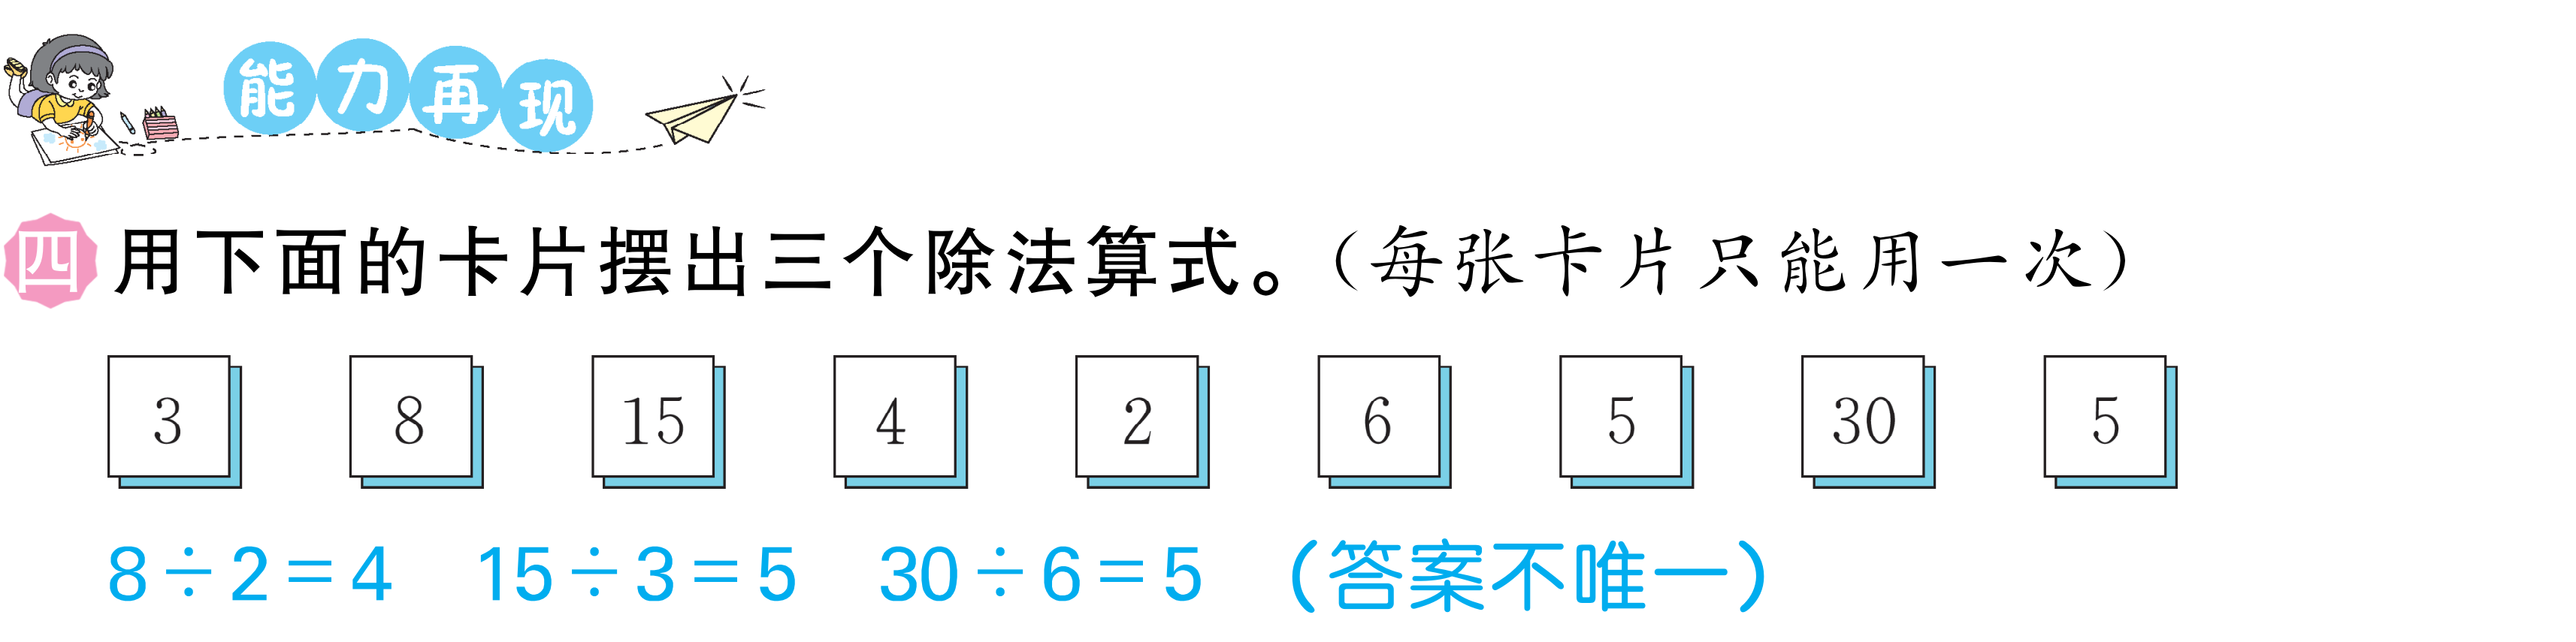 能力再现
四 用下面的卡片摆出三个除法算式。(每张卡片只能用一次)
3 8 15 4 2 6 5 30 5
8÷2=4 15÷3=5 30÷6=5 (答案不唯一)